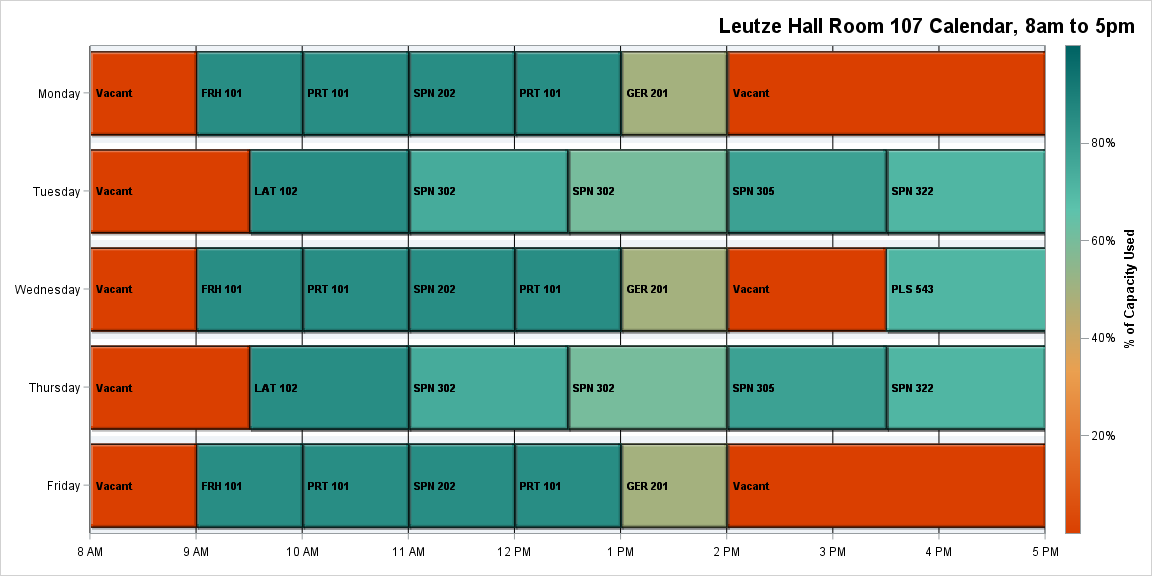 Leutze Hall Room 107 Calendar, 8am to 5pm
Monday
Vacant
FRH 101
PRT 101
SPN 202
PRT 101
GER 201
Vacant
Tuesday
Vacant
LAT 102
SPN 302
SPN 302
SPN 305
SPN 322
Wednesday
Vacant
FRH 101
PRT 101
SPN 202
PRT 101
GER 201
Vacant
PLS 543
Thursday
Vacant
LAT 102
SPN 302
SPN 302
SPN 305
SPN 322
Friday
Vacant
FRH 101
PRT 101
SPN 202
PRT 101
GER 201
Vacant
8 AM
9 AM
10 AM
11 AM
12 PM
1 PM
2 PM
3 PM
4 PM
5 PM
80%
60%
40%
20%
% of Capacity Used